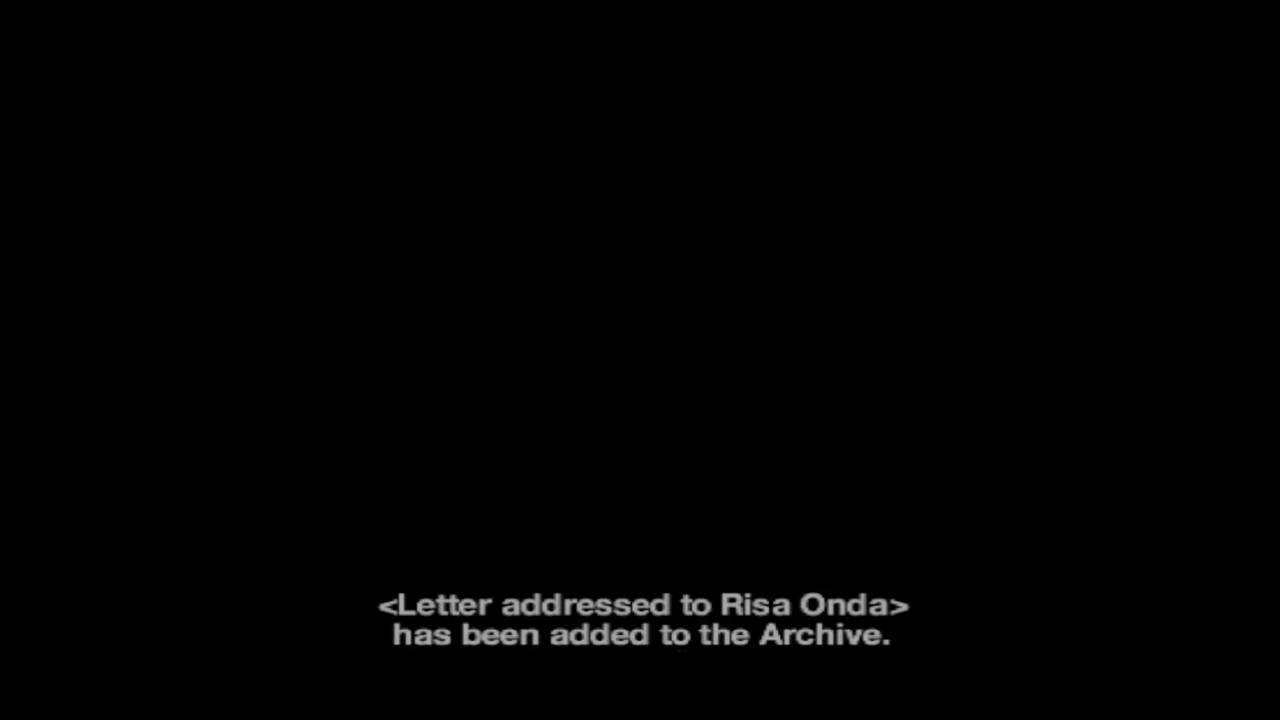 <Letter addressed to Risa Onda>
has been added to the Archive.